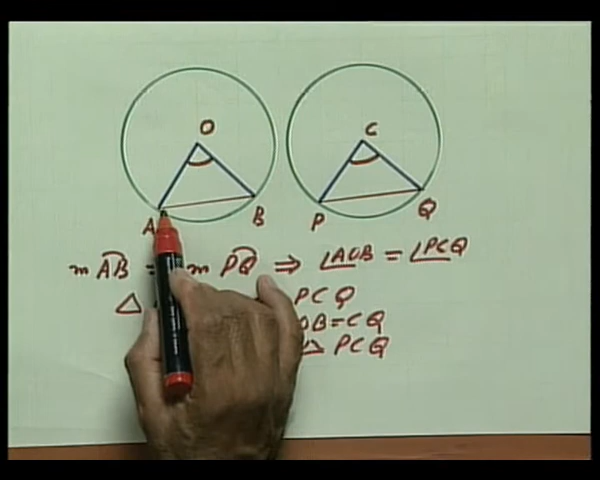 O
C
A
B
P
Q
m AB = m PQ ⇒ ∠AOB = ∠PCQ
△ PCQ
OB = CQ
△ PCQ